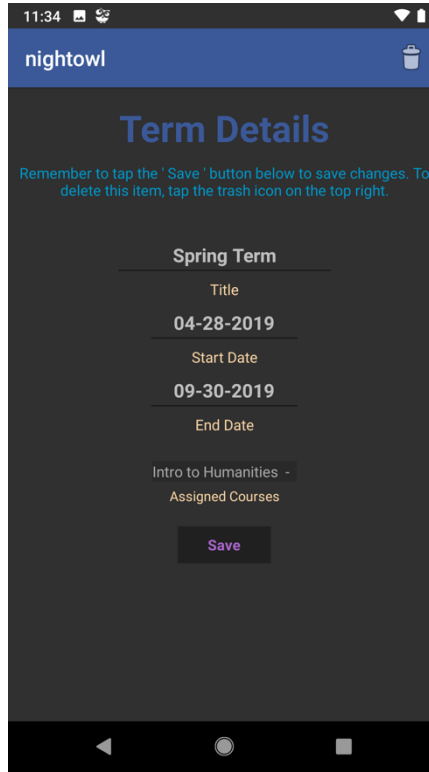 11:34
nightowl
Term Details
Remember to tap the ' Save ' button below to save changes. To
delete this item, tap the trash icon on the top right.
Spring Term
Title
04-28-2019
Start Date
09-30-2019
End Date
Intro to Humanities -
Assigned Courses
Save